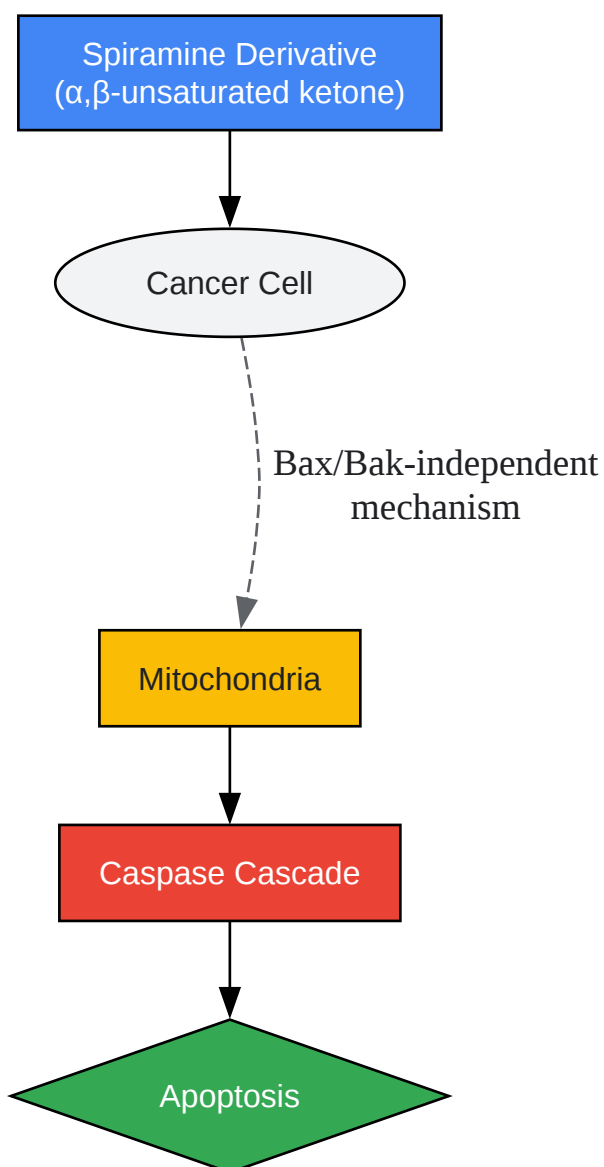 Spiramine Derivative
(α,β-unsaturated ketone)
Cancer Cell
Bax/Bak-independent
mechanism
Mitochondria
Caspase Cascade
Apoptosis